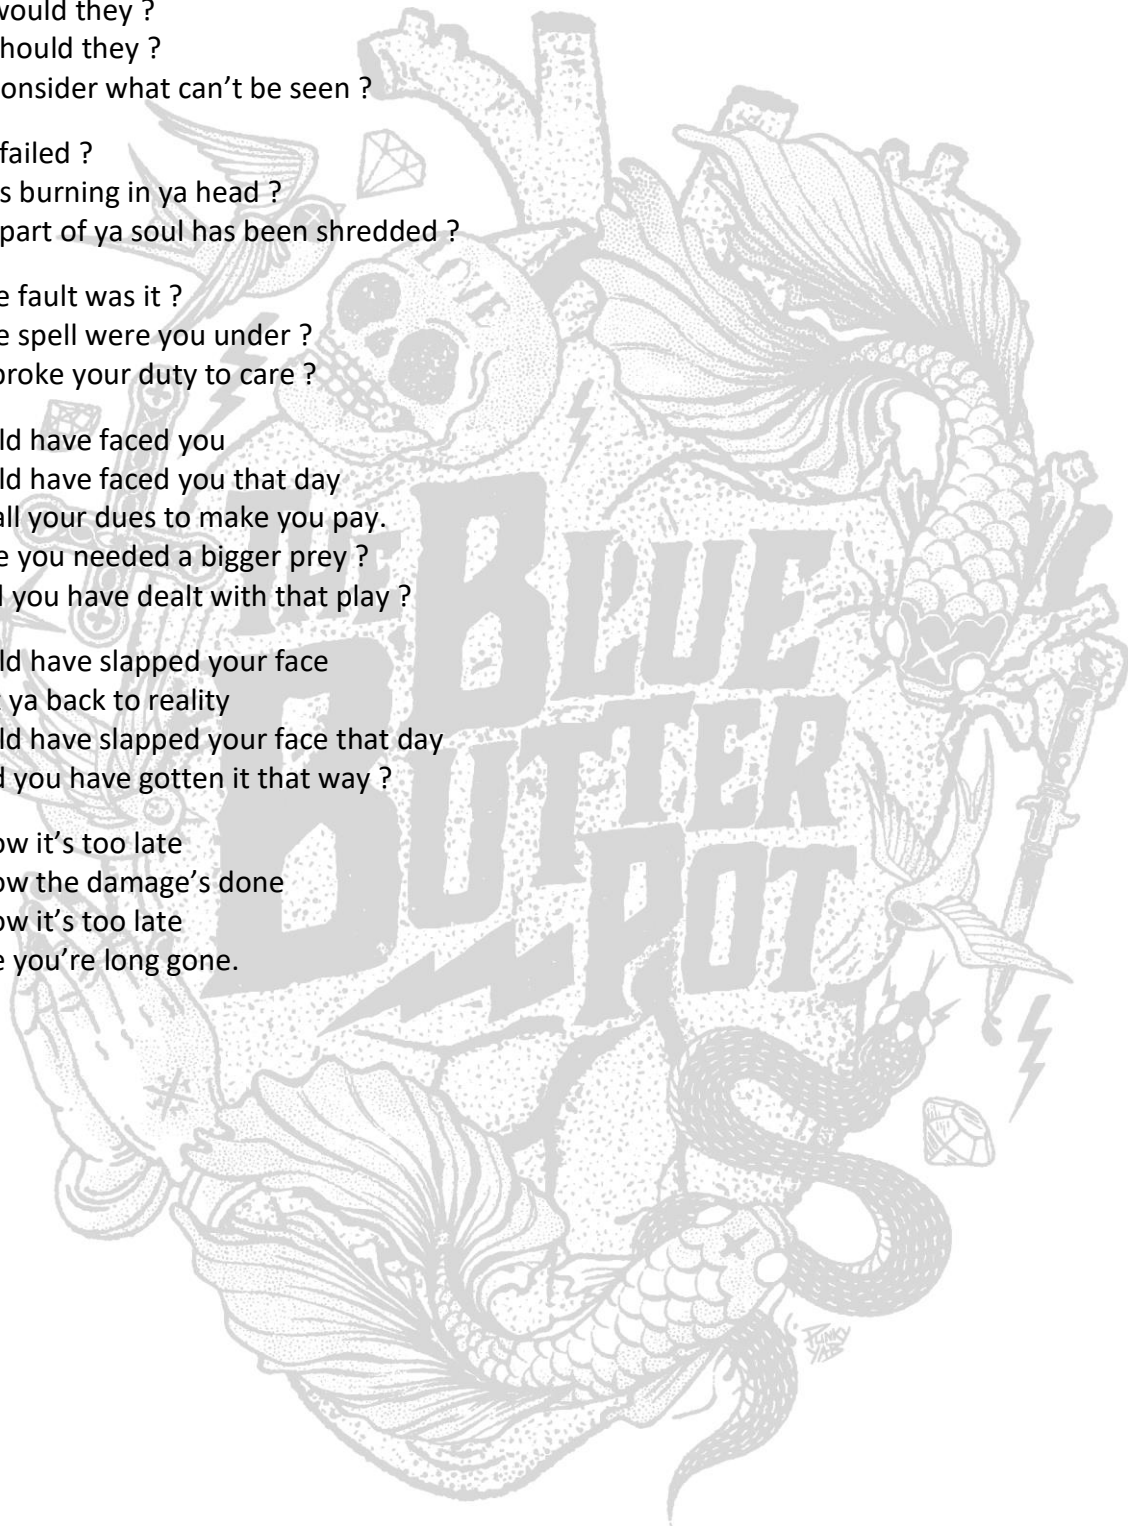 would they ?
hould they ?
onsider what can’t be seen ?
failed ?
s burning in ya head ?
part of ya soul has been shredded ?
e fault was it ?
e spell were you under ?
broke your duty to care ?
ld have faced you
ld have faced you that day
all your dues to make you pay.
e you needed a bigger prey ?
d you have dealt with that play ?
ld have slapped your face
ya back to reality
ld have slapped your face that day
d you have gotten it that way ?
ow it’s too late
ow the damage’s done
ow it’s too late
e you’re long gone.
LOVE
THE
BLUE
BUTTER
POT
PUNKY
YAB